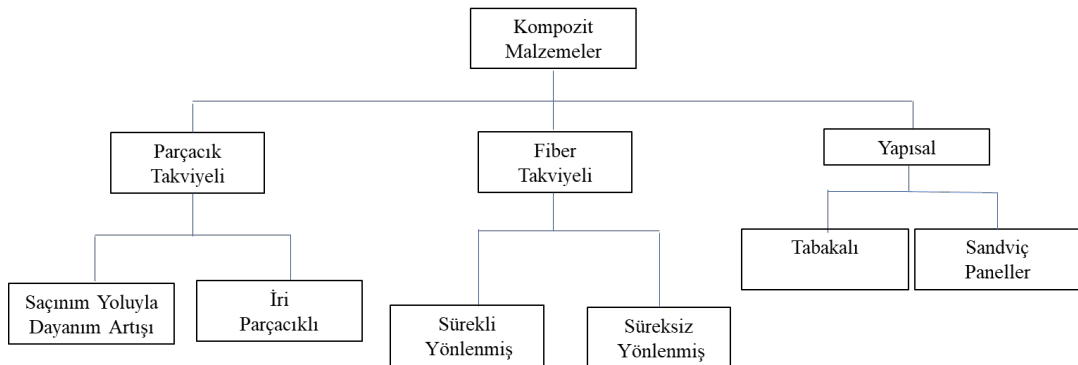 Kompozit
Malzemeler
Parçacık
Takviyeli
Fiber
Takviyeli
Yapısal
Saçınım Yoluyla
Dayanım Artışı
İri
Parçacıklı
Sürekli
Yönlenmiş
Süreksiz
Yönlenmiş
Tabakalı
Sandviç
Paneller